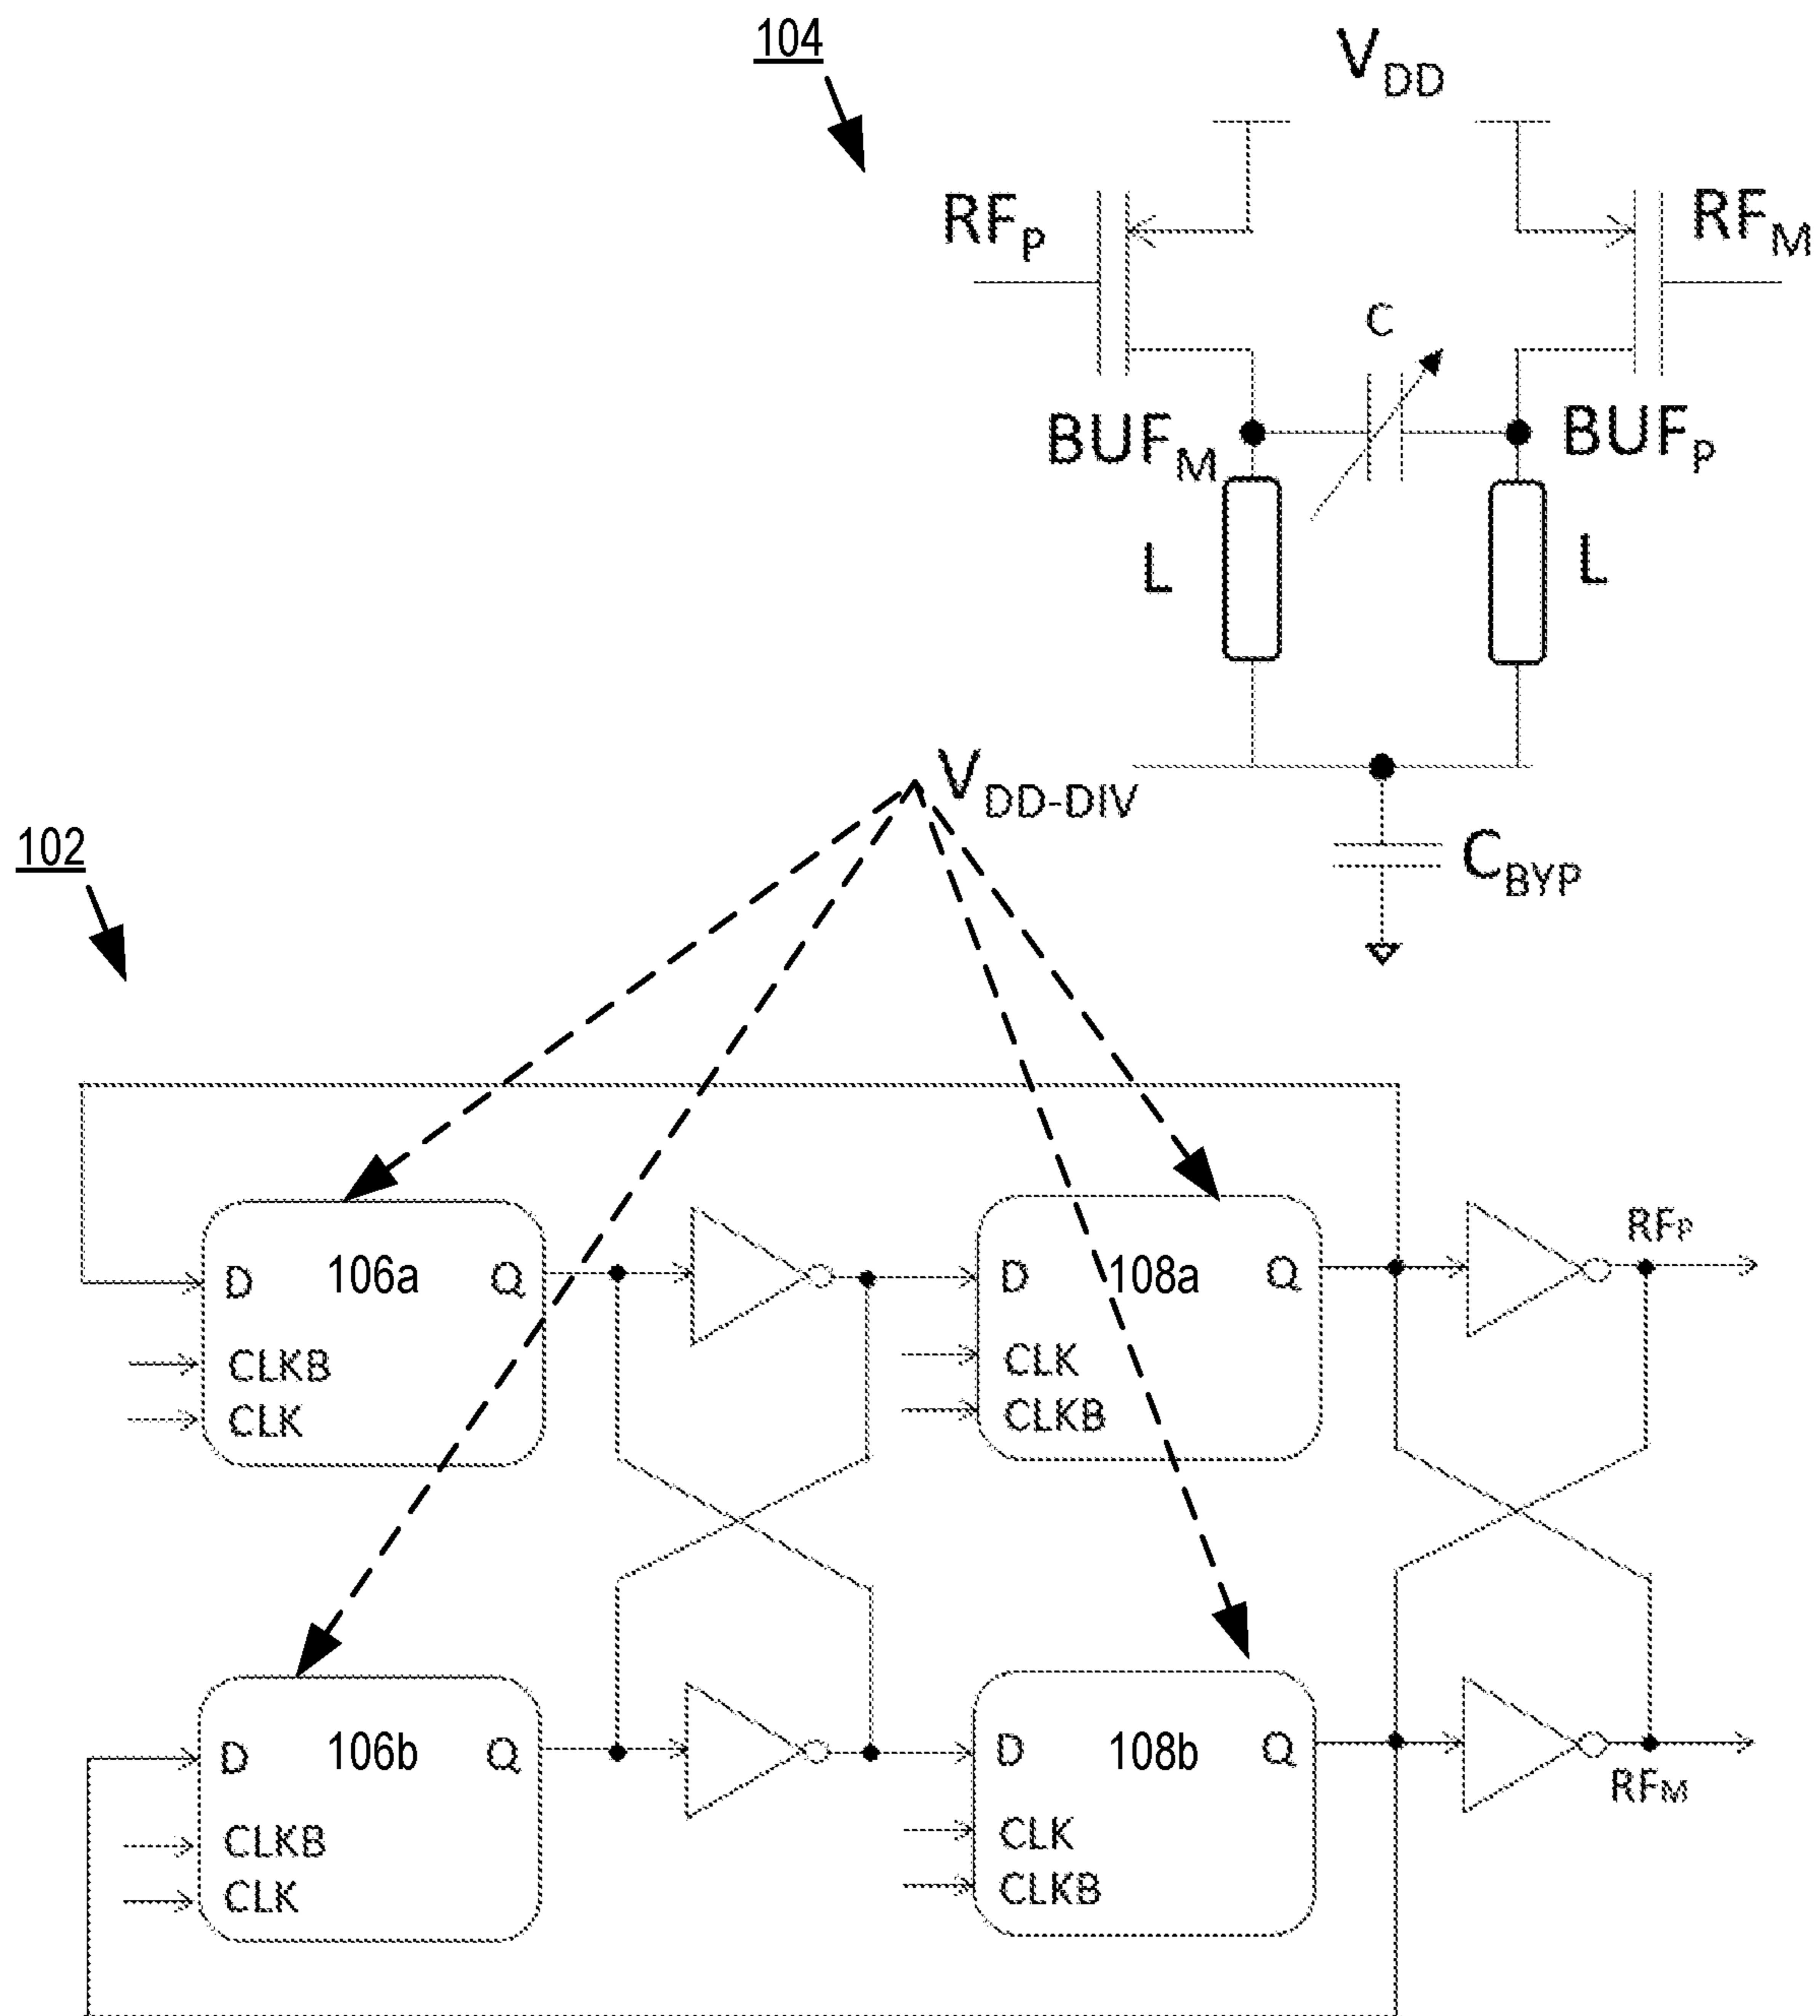 104
VDD
RFP
RFM
C
BUFM
BUFP
L
L
VDD-DIV
CBYP
102
RFP
D 106a Q
D 108a Q
CLKB
CLK
CLK
CLKB
D 106b Q
D 108b Q
RFM
CLKB
CLK
CLK
CLKB